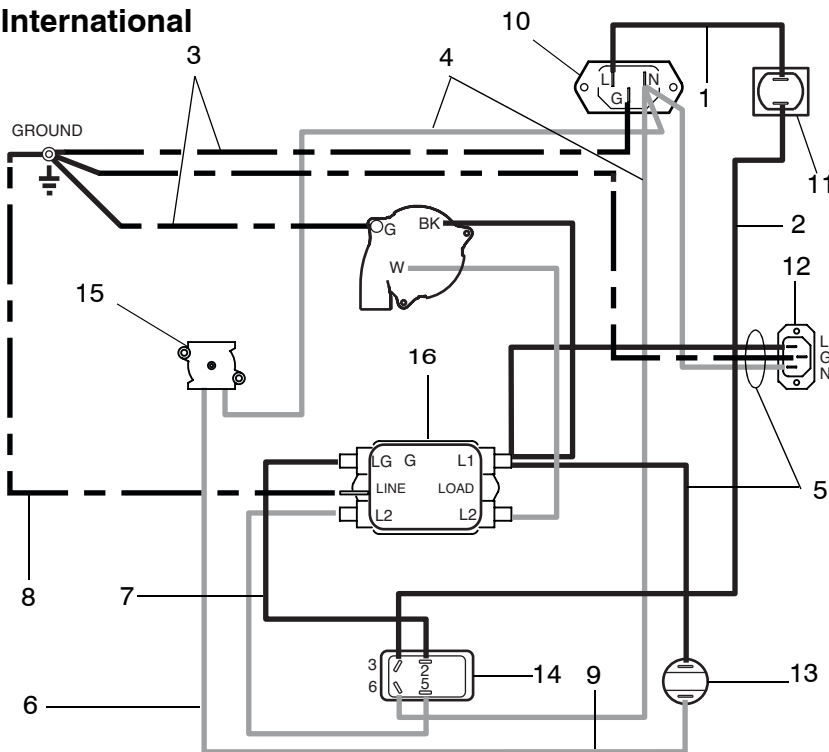 International
10
3
4
L N
G
1
GROUND
11
2
G BK
W
12
15
L
G
N
16
LG G L1
LINE LOAD
L2 L2
5
8
7
3 2
6 5
14
9
13
6